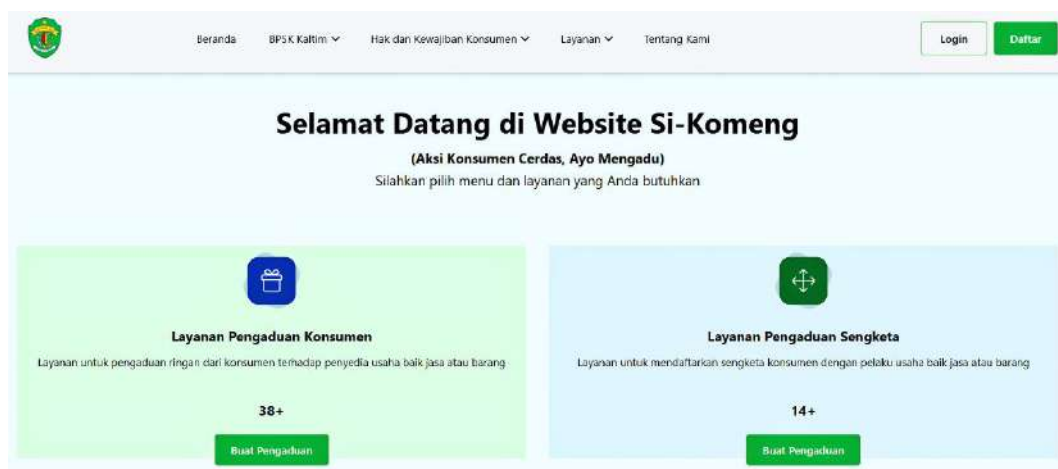 Beranda BPSK Kaltim Hak dan Kewajiban Konsumen Layanan Tentang Kami Login Daftar
Selamat Datang di Website Si-Komeng
(Aksi Konsumen Cerdas, Ayo Mengadu)
Silahkan pilih menu dan layanan yang Anda butuhkan
Layanan Pengaduan Konsumen
Layanan untuk pengaduan ringan dari konsumen terhadap penyedia usaha baik jasa atau barang
38+
Buat Pengaduan
Layanan Pengaduan Sengketa
Layanan untuk mendaftarkan sengketa konsumen dengan pelaku usaha baik jasa atau barang
14+
Buat Pengaduan